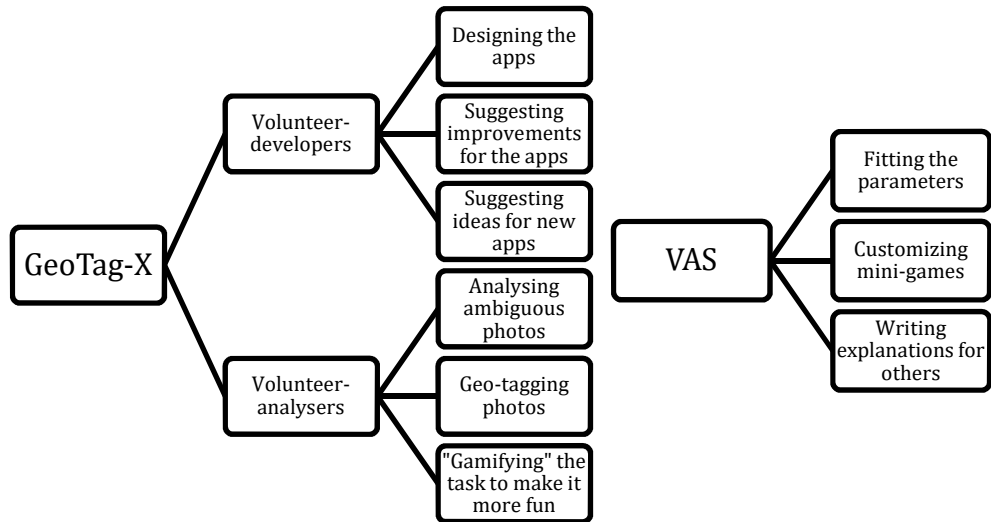 GeoTag-X
Volunteer-
developers
Designing the
apps
Suggesting
improvements
for the apps
Suggesting
ideas for new
apps
Volunteer-
analysers
Analysing
ambiguous
photos
Geo-tagging
photos
"Gamifying" the
task to make it
more fun
VAS
Fitting the
parameters
Customizing
mini-games
Writing
explanations for
others